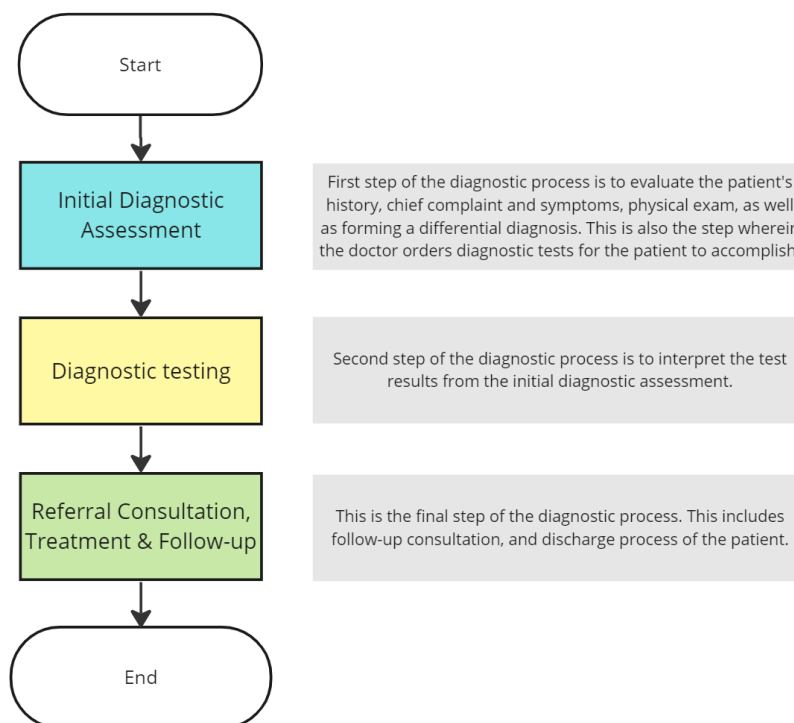 Start
Initial Diagnostic
Assessment
First step of the diagnostic process is to evaluate the patient's
history, chief complaint and symptoms, physical exam, as well
as forming a differential diagnosis. This is also the step wherein
the doctor orders diagnostic tests for the patient to accomplish
Diagnostic testing
Second step of the diagnostic process is to interpret the test
results from the initial diagnostic assessment.
Referral Consultation,
Treatment & Follow-up
This is the final step of the diagnostic process. This includes
follow-up consultation, and discharge process of the patient.
End